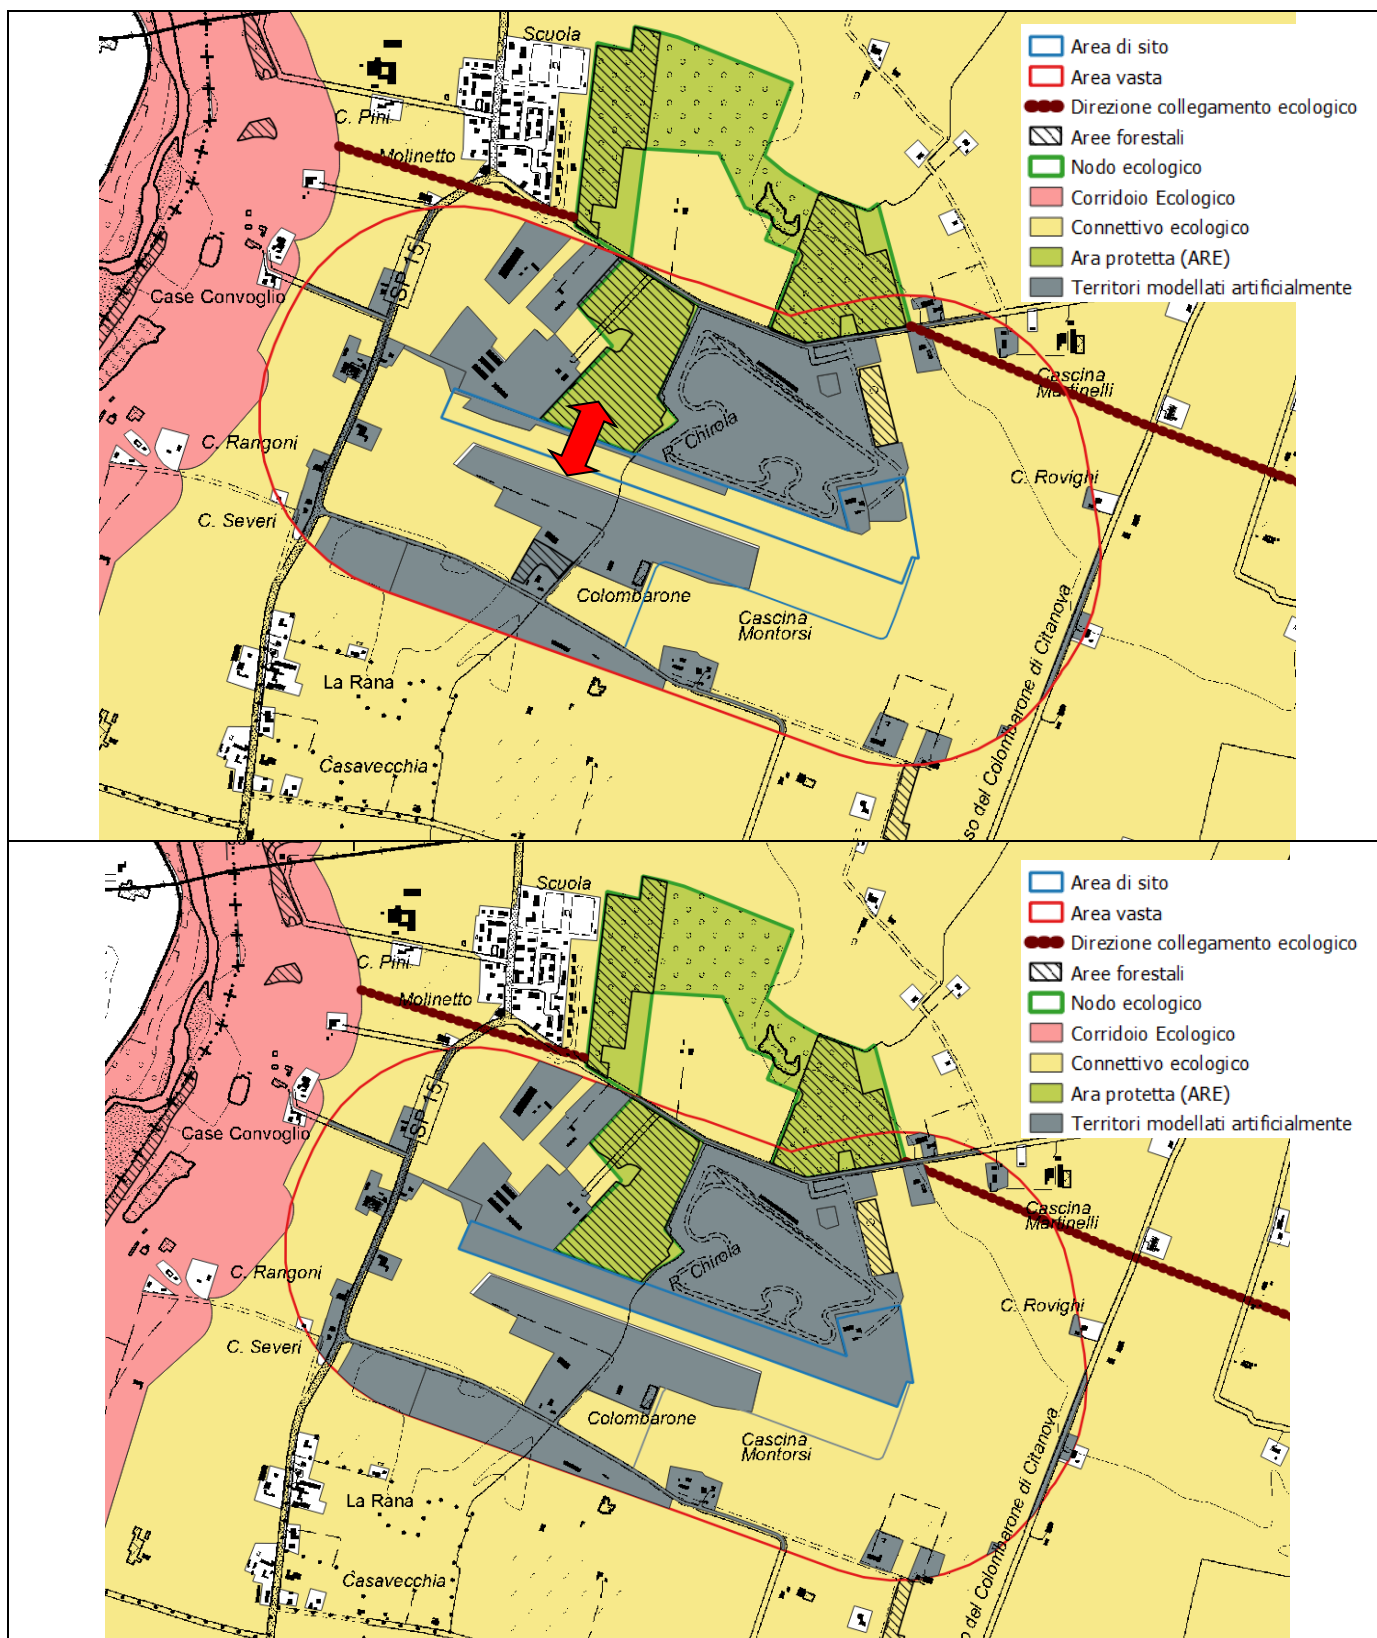 Scuola
C. Pini
Molinetto
SP 15
Case Convoglio
C. Rangoni
C. Severi
R. Chirola
Cascina
Martinelli
C. Rovighi
Colombarone
Cascina
Montorsi
La Rana
Casavecchia
so del Colombarone di Citanova
Area di sito
Area vasta
Direzione collegamento ecologico
Aree forestali
Nodo ecologico
Corridoio Ecologico
Connettivo ecologico
Ara protetta (ARE)
Territori modellati artificialmente
Scuola
C. Pini
Molinetto
SP 15
Case Convoglio
C. Rangoni
C. Severi
R. Chirola
Cascina
Martinelli
C. Rovighi
Colombarone
Cascina
Montorsi
La Rana
Casavecchia
so del Colombarone di Citanova
Area di sito
Area vasta
Direzione collegamento ecologico
Aree forestali
Nodo ecologico
Corridoio Ecologico
Connettivo ecologico
Ara protetta (ARE)
Territori modellati artificialmente